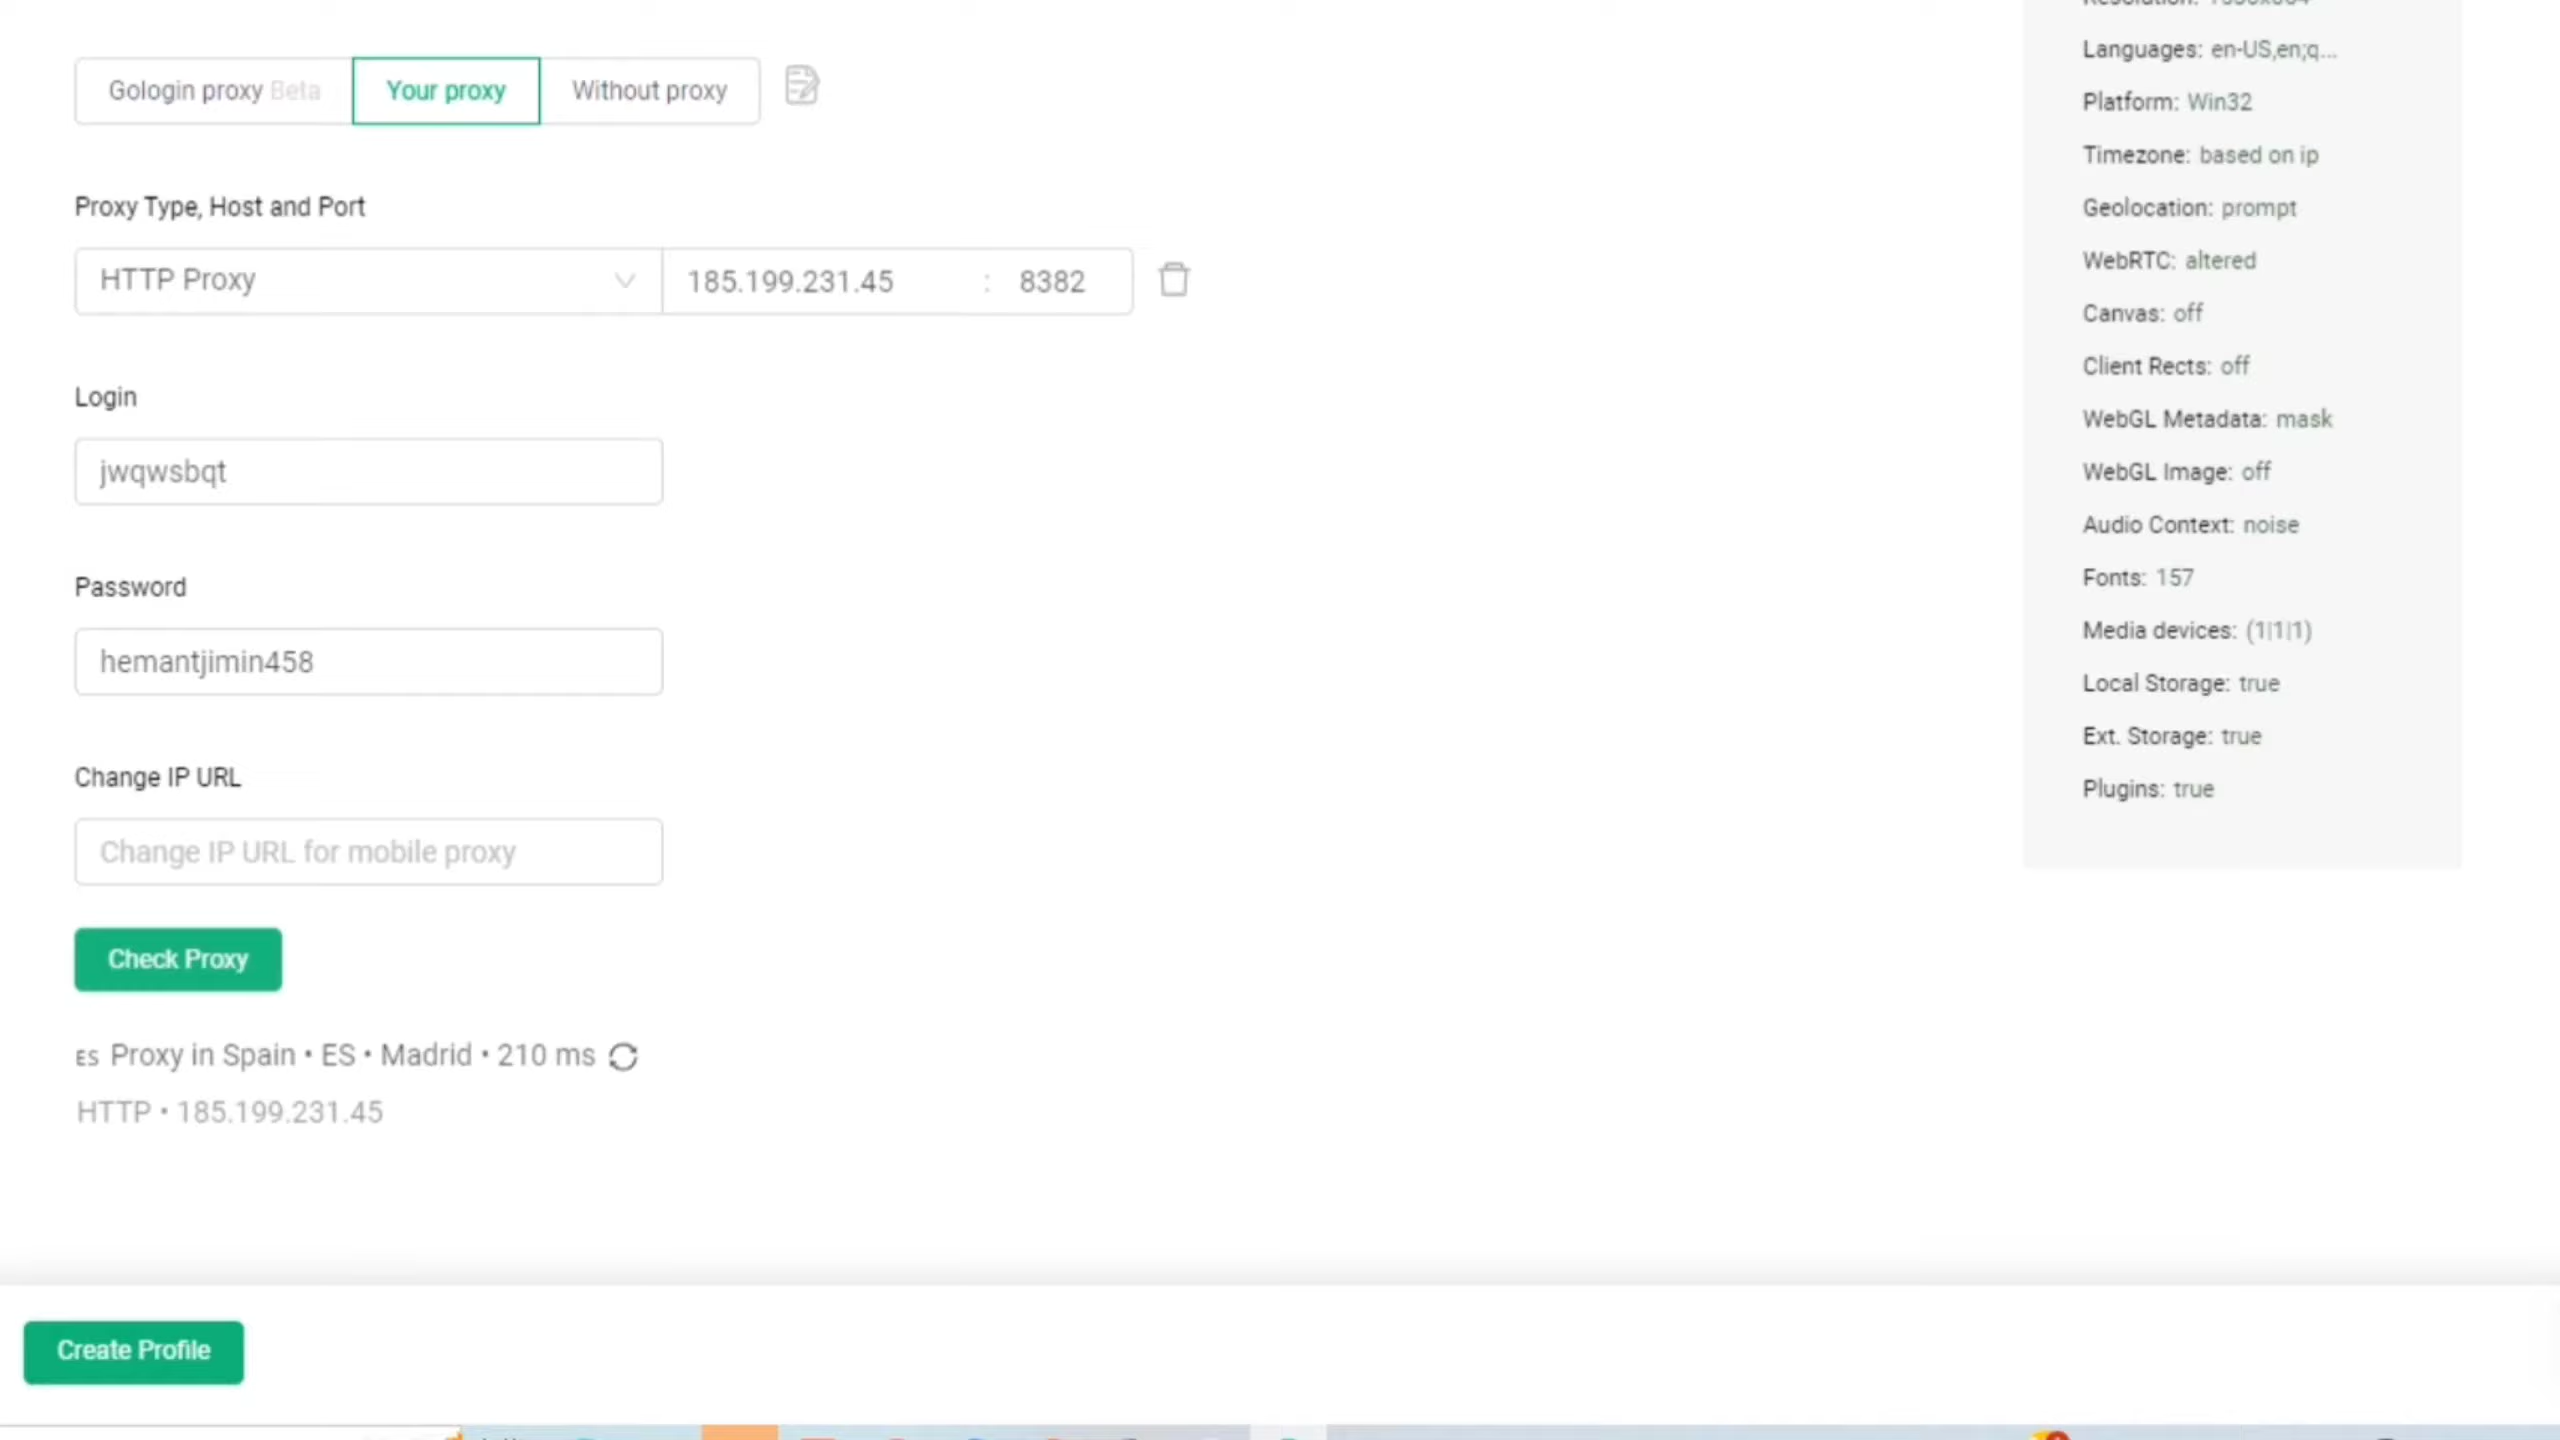 Gologin proxy Beta
Your proxy
Without proxy
Proxy Type, Host and Port
HTTP Proxy
185.199.231.45 : 8382
Login
jwqwsbqt
Password
hemantjimin458
Change IP URL
Change IP URL for mobile proxy
Check Proxy
ES Proxy in Spain • ES • Madrid • 210 ms
HTTP • 185.199.231.45
Create Profile
Languages: en-US,en;q...
Platform: Win32
Timezone: based on ip
Geolocation: prompt
WebRTC: altered
Canvas: off
Client Rects: off
WebGL Metadata: mask
WebGL Image: off
Audio Context: noise
Fonts: 157
Media devices: (1|1|1)
Local Storage: true
Ext. Storage: true
Plugins: true